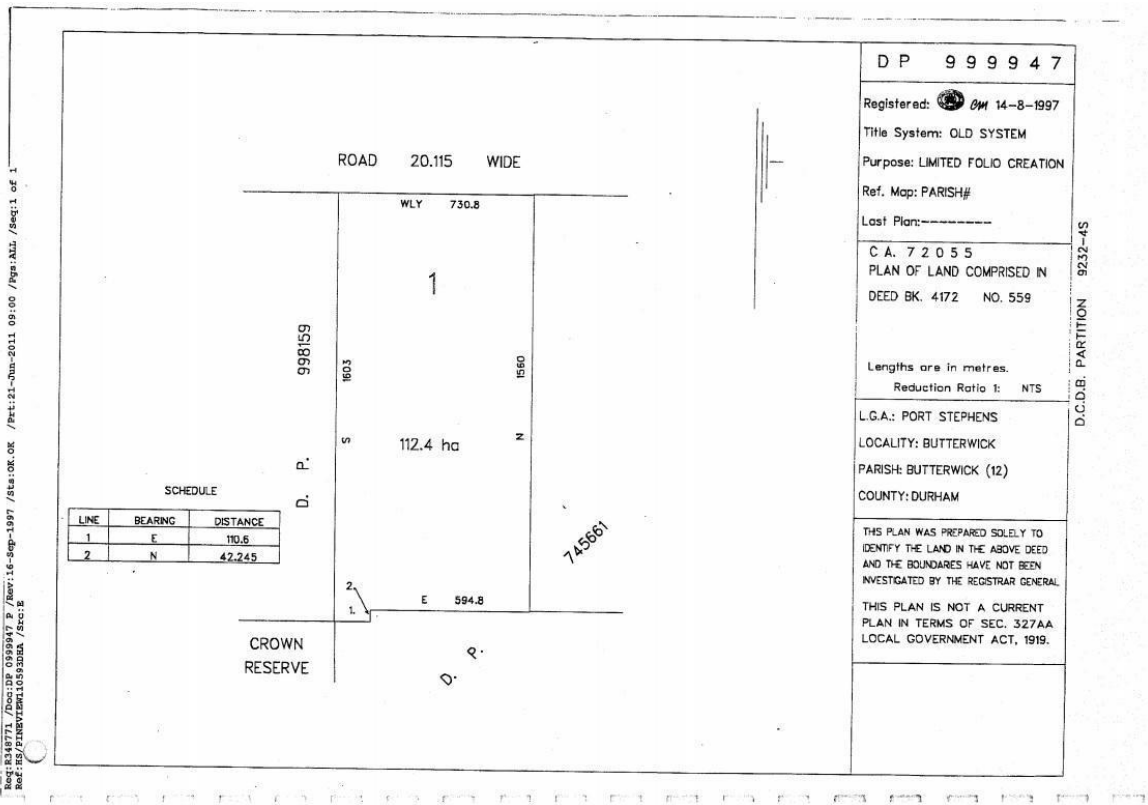 Req:R348771 /Doc:DP 0999947 P /Rev:16-Sep-1997 /Sts:OK.OK /Prt:21-Jun-2011 09:00 /Pgs:ALL /Seq:1 of 1
Ref:HS/PINEVIEW110593DHA /Src:E
ROAD 20.115 WIDE
WLY 730.8
1
D. P. 998159
S 1603
N 1560
112.4 ha
SCHEDULE
LINE BEARING DISTANCE
1 E 110.6
2 N 42.245
2.
1.
E 594.8
CROWN
RESERVE
D. P. 745661
DP 999947
Registered: 14-8-1997
Title System: OLD SYSTEM
Purpose: LIMITED FOLIO CREATION
Ref. Map: PARISH#
Last Plan:--------
C A. 7 2 0 5 5
PLAN OF LAND COMPRISED IN
DEED BK. 4172 NO. 559
Lengths are in metres.
Reduction Ratio 1: NTS
L.G.A.: PORT STEPHENS
LOCALITY: BUTTERWICK
PARISH: BUTTERWICK (12)
COUNTY: DURHAM
THIS PLAN WAS PREPARED SOLELY TO
IDENTIFY THE LAND IN THE ABOVE DEED
AND THE BOUNDARES HAVE NOT BEEN
INVESTIGATED BY THE REGISTRAR GENERAL
THIS PLAN IS NOT A CURRENT
PLAN IN TERMS OF SEC. 327AA
LOCAL GOVERNMENT ACT, 1919.
D.C.D.B. PARTITION 9232-4S